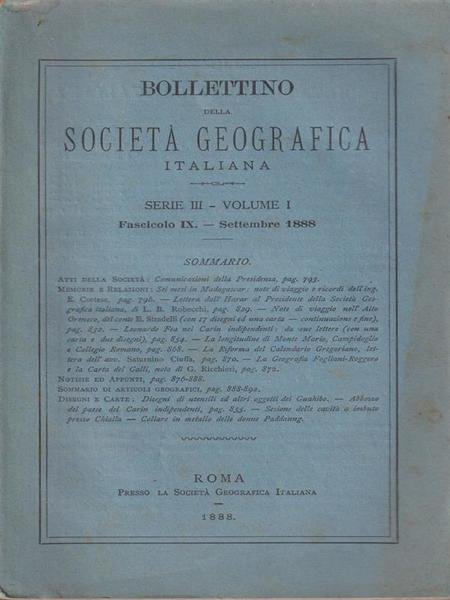 BOLLETTINO
DELLA
SOCIETÀ GEOGRAFICA
ITALIANA
SERIE III – VOLUME I
Fascicolo IX. — Settembre 1888
SOMMARIO.
ATTI DELLA SOCIETÀ: Comunicazioni della Presidenza, pag. 793.
MEMORIE E RELAZIONI: Sei mesi in Madagascar: note di viaggio e ricordi dell'ing.
E. Cortese, pag. 796. — Lettera dall'Harar al Presidente della Società Geo-
grafica italiana, di L. B. Robecchi, pag. 829. — Note di viaggio nell'Alto
Orenoco, del conte E. Stradelli (con 17 disegni ed una carta — continuazione e fine),
pag. 832. — Leonardo Fea nei Carin indipendenti: da sue lettere (con una
carta e due disegni), pag. 854. — La longitudine di Monte Mario, Campidoglio
e Collegio Romano, pag. 868. — La Riforma del Calendario Gregoriano, let-
tera dell'avv. Saturnino Ciuffa, pag. 870. — La Geografia Fogliani-Roggero
e la Carta dei Galli, nota di G. Ricchieri, pag. 872.
NOTIZIE ED APPUNTI, pag. 876-888.
SOMMARIO DI ARTICOLI GEOGRAFICI, pag. 888-892.
DISEGNI E CARTE: Disegni di utensili ed altri oggetti dei Guahibo. — Abbozzo
del paese dei Carin indipendenti, pag. 855. — Sezione della cavità a imbuto
presso Chialla — Collare in metallo delle donne Paddaung.
ROMA
PRESSO LA SOCIETÀ GEOGRAFICA ITALIANA
1888.